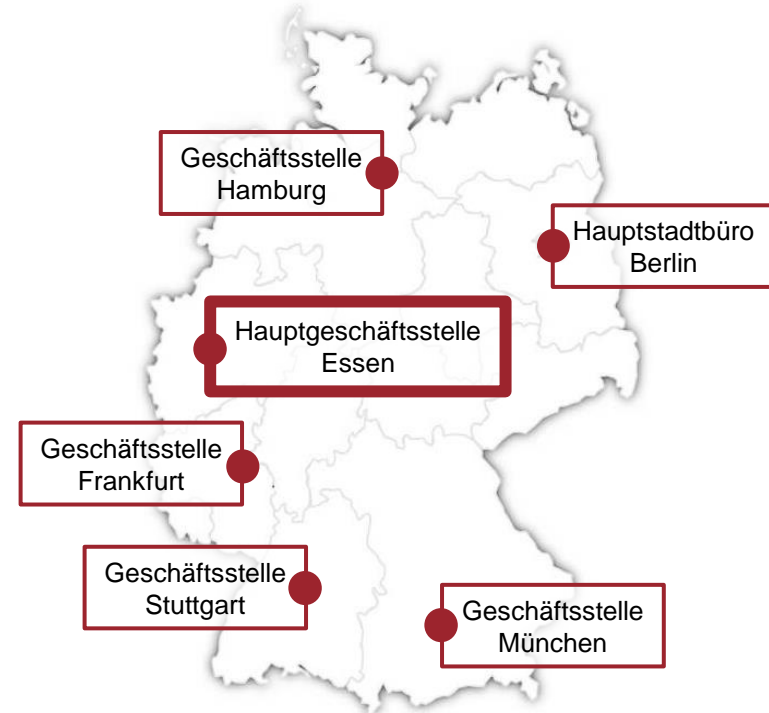 Geschäftsstelle
Hamburg
Hauptstadtbüro
Berlin
Hauptgeschäftsstelle
Essen
Geschäftsstelle
Frankfurt
Geschäftsstelle
Stuttgart
Geschäftsstelle
München